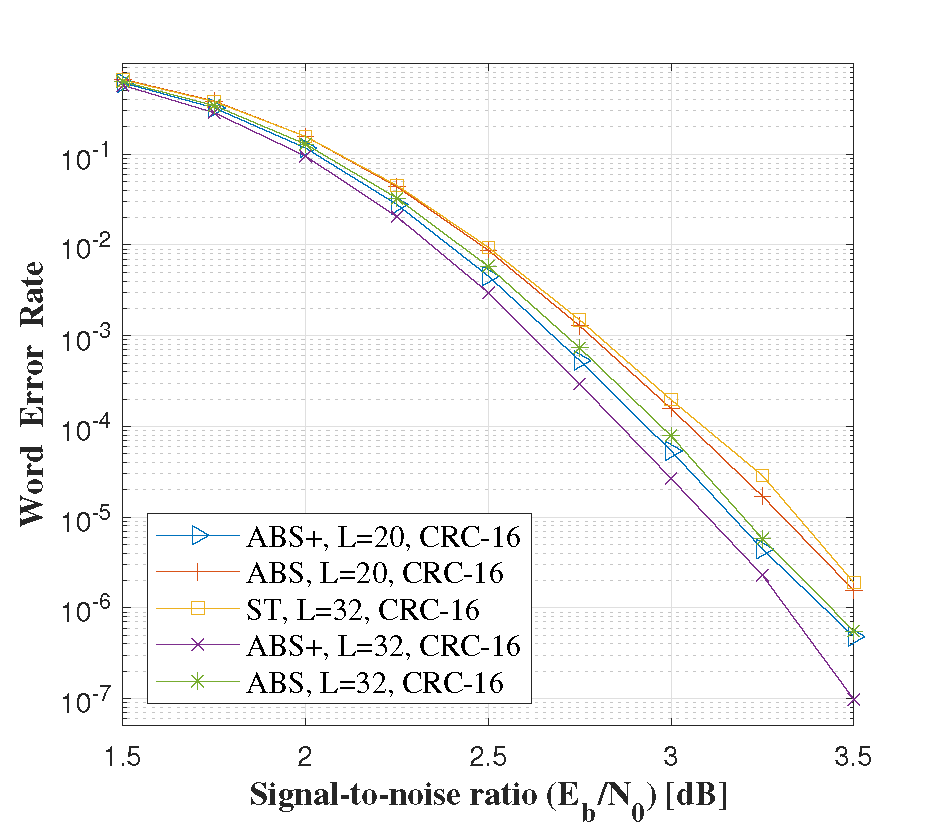 10^-1
10^-2
10^-3
10^-4
10^-5
10^-6
10^-7
Word Error Rate
ABS+, L=20, CRC-16
ABS, L=20, CRC-16
ST, L=32, CRC-16
ABS+, L=32, CRC-16
ABS, L=32, CRC-16
1.5 2 2.5 3 3.5
Signal-to-noise ratio (E_b/N_0) [dB]